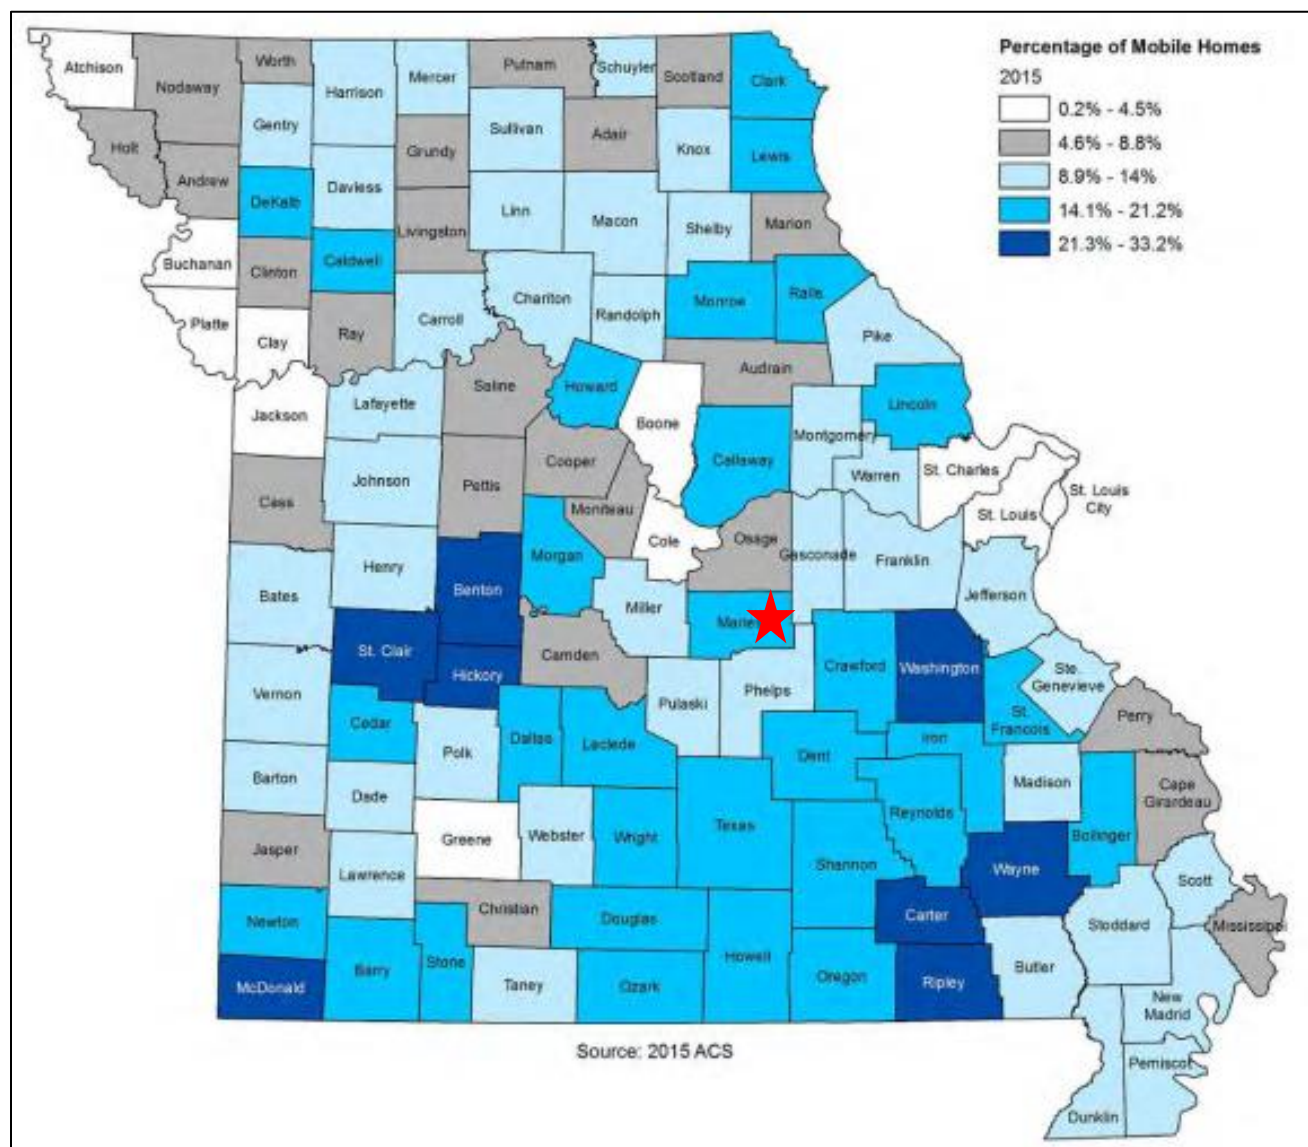 Percentage of Mobile Homes
2015
0.2% - 4.5%
4.6% - 8.8%
8.9% - 14%
14.1% - 21.2%
21.3% - 33.2%
Atchison
Nodaway
Worth
Harrison
Mercer
Putnam
Schuyler
Scotland
Clark
Gentry
Sullivan
Adair
Knox
Lewis
Holt
Andrew
DeKalb
Daviess
Grundy
Linn
Macon
Shelby
Marion
Livingston
Buchanan
Clinton
Caldwell
Chariton
Randolph
Monroe
Ralls
Platte
Clay
Ray
Carroll
Pike
Audrain
Saline
Howard
Jackson
Lafayette
Boone
Lincoln
Montgomery
Callaway
Cooper
Warren
St. Charles
St. Louis
City
St. Louis
Johnson
Pettis
Cass
Moniteau
Cole
Osage
Gasconade
Franklin
Morgan
Henry
Benton
Bates
Miller
Jefferson
Marie
St. Clair
Hickory
Camden
Crawford
Washington
Ste.
Genevieve
Vernon
Pulaski
Phelps
St.
Francois
Perry
Cedar
Polk
Dallas
Laclede
Dent
Iron
Barton
Dade
Madison
Cape
Girardeau
Reynolds
Bollinger
Greene
Webster
Wright
Texas
Jasper
Lawrence
Shannon
Wayne
Scott
Christian
Douglas
Carter
Stoddard
Mississippi
Newton
Barry
Stone
Taney
Ozark
Howell
Oregon
Ripley
Butler
McDonald
New
Madrid
Pemiscot
Dunklin
Source: 2015 ACS